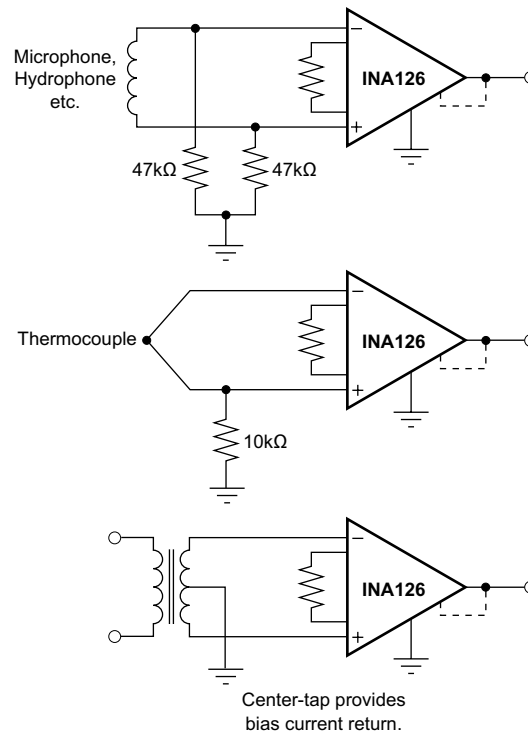 Microphone,
Hydrophone
etc.
−
INA126
+
47kΩ
47kΩ
Thermocouple
−
INA126
+
10kΩ
−
INA126
+
Center-tap provides
bias current return.